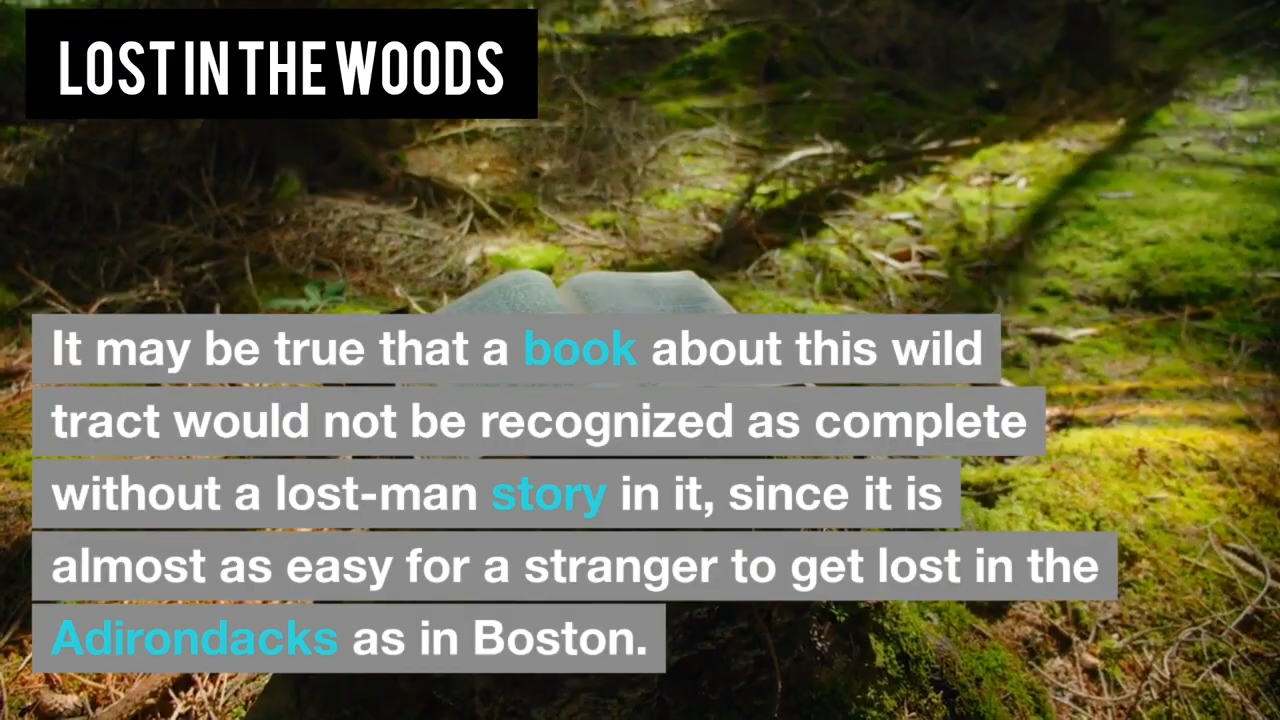 LOST IN THE WOODS
It may be true that a book about this wild
tract would not be recognized as complete
without a lost-man story in it, since it is
almost as easy for a stranger to get lost in the
Adirondacks as in Boston.